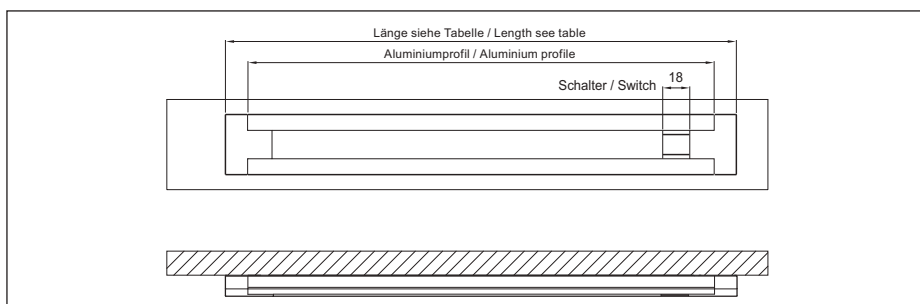 Länge siehe Tabelle / Length see table
Aluminiumprofil / Aluminium profile
18
Schalter / Switch